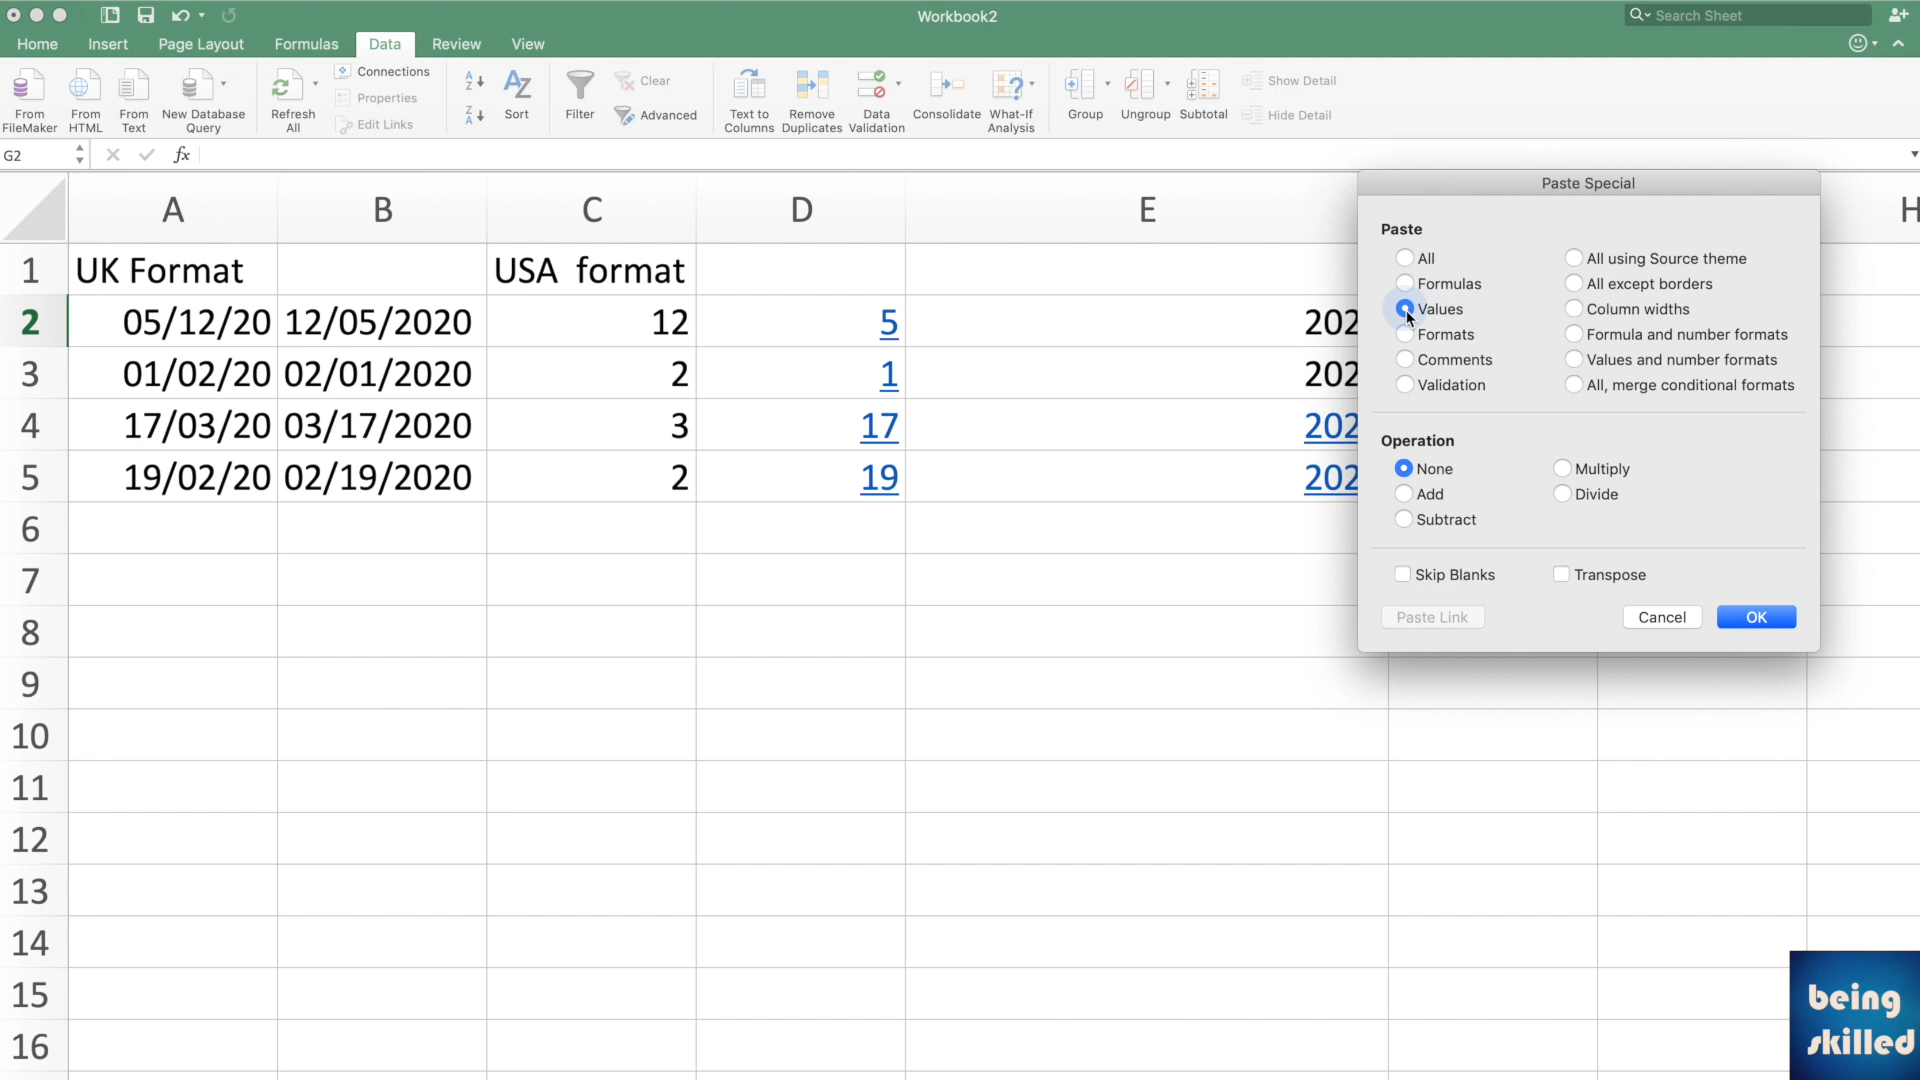 Workbook2
Search Sheet
Home Insert Page Layout Formulas Data Review View
From FileMaker
From HTML
From Text
New Database Query
Refresh All
Connections
Properties
Edit Links
A Z
Z A
Sort
Filter
Clear
Advanced
Text to Columns
Remove Duplicates
Data Validation
Consolidate
What-If Analysis
Group
Ungroup
Subtotal
Show Detail
Hide Detail
G2 fx
A B C D E H
1 UK Format USA format
2 05/12/20 12/05/2020 12 5 202
3 01/02/20 02/01/2020 2 1 202
4 17/03/20 03/17/2020 3 17 202
5 19/02/20 02/19/2020 2 19 202
6
7
8
9
10
11
12
13
14
15
16
Paste Special
Paste
All All using Source theme
Formulas All except borders
Values Column widths
Formats Formula and number formats
Comments Values and number formats
Validation All, merge conditional formats
Operation
None Multiply
Add Divide
Subtract
Skip Blanks Transpose
Paste Link Cancel OK
being
skilled